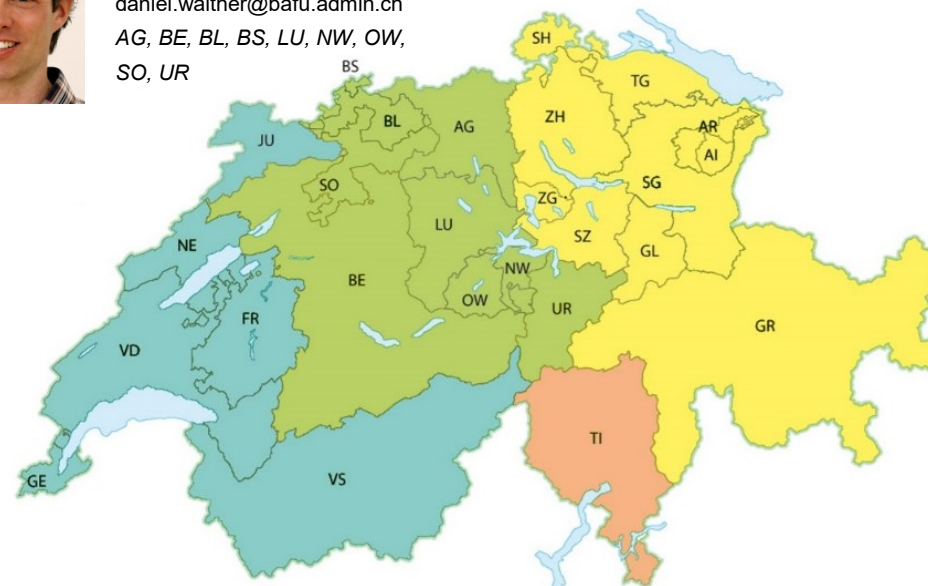 daniel.walther@bafu.admin.ch
AG, BE, BL, BS, LU, NW, OW,
SO, UR
SH
BS
TG
ZH
BL
AG
AR
JU
AI
SO
SG
ZG
LU
SZ
NE
GL
NW
BE
OW
UR
FR
GR
VD
TI
VS
GE